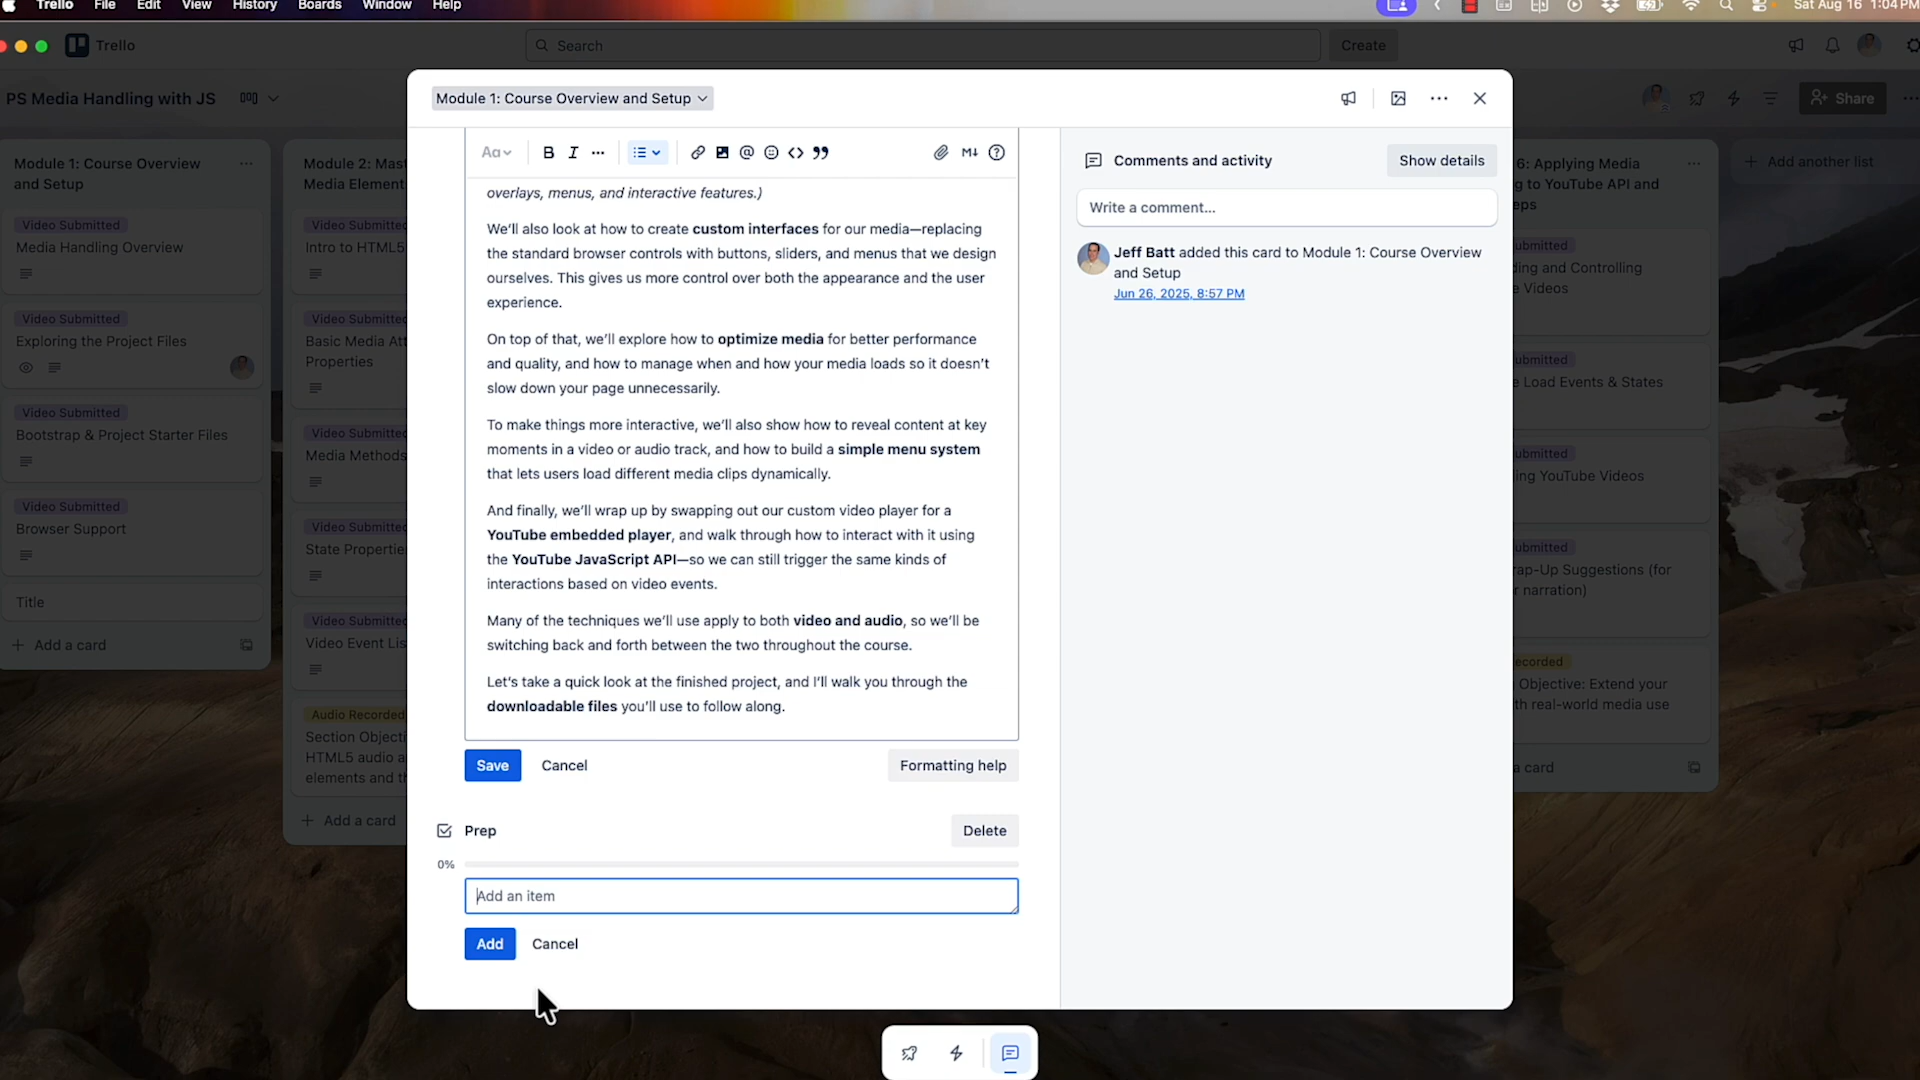 Trello File Edit View History Boards Window Help Sat Aug 16 1:04 PM
Trello
Search
Create
PS Media Handling with JS
Share
Module 1: Course Overview and Setup
Module 1: Course Overview
and Setup
Video Submitted
Media Handling Overview
Video Submitted
Exploring the Project Files
Video Submitted
Bootstrap & Project Starter Files
Video Submitted
Browser Support
Title
+ Add a card
Module 2: Mast
Media Element
Video Submitted
Intro to HTML5
Video Submitted
Basic Media Att
Properties
Video Submitted
Media Methods
Video Submitted
State Propertie
Video Submitted
Video Event Lis
Audio Recorded
Section Objecti
HTML5 audio a
elements and th
+ Add a card
Aa
B I
M↓
overlays, menus, and interactive features.)
We'll also look at how to create custom interfaces for our media—replacing
the standard browser controls with buttons, sliders, and menus that we design
ourselves. This gives us more control over both the appearance and the user
experience.
On top of that, we'll explore how to optimize media for better performance
and quality, and how to manage when and how your media loads so it doesn't
slow down your page unnecessarily.
To make things more interactive, we'll also show how to reveal content at key
moments in a video or audio track, and how to build a simple menu system
that lets users load different media clips dynamically.
And finally, we'll wrap up by swapping out our custom video player for a
YouTube embedded player, and walk through how to interact with it using
the YouTube JavaScript API—so we can still trigger the same kinds of
interactions based on video events.
Many of the techniques we'll use apply to both video and audio, so we'll be
switching back and forth between the two throughout the course.
Let's take a quick look at the finished project, and I'll walk you through the
downloadable files you'll use to follow along.
Save Cancel Formatting help
Prep Delete
0%
Add an item
Add Cancel
Comments and activity
Show details
Write a comment...
Jeff Batt added this card to Module 1: Course Overview
and Setup
Jun 26, 2025, 8:57 PM
6: Applying Media
g to YouTube API and
eps
ubmitted
ding and Controlling
e Videos
ubmitted
e Load Events & States
ubmitted
ing YouTube Videos
ubmitted
rap-Up Suggestions (for
r narration)
ecorded
Objective: Extend your
th real-world media use
a card
+ Add another list